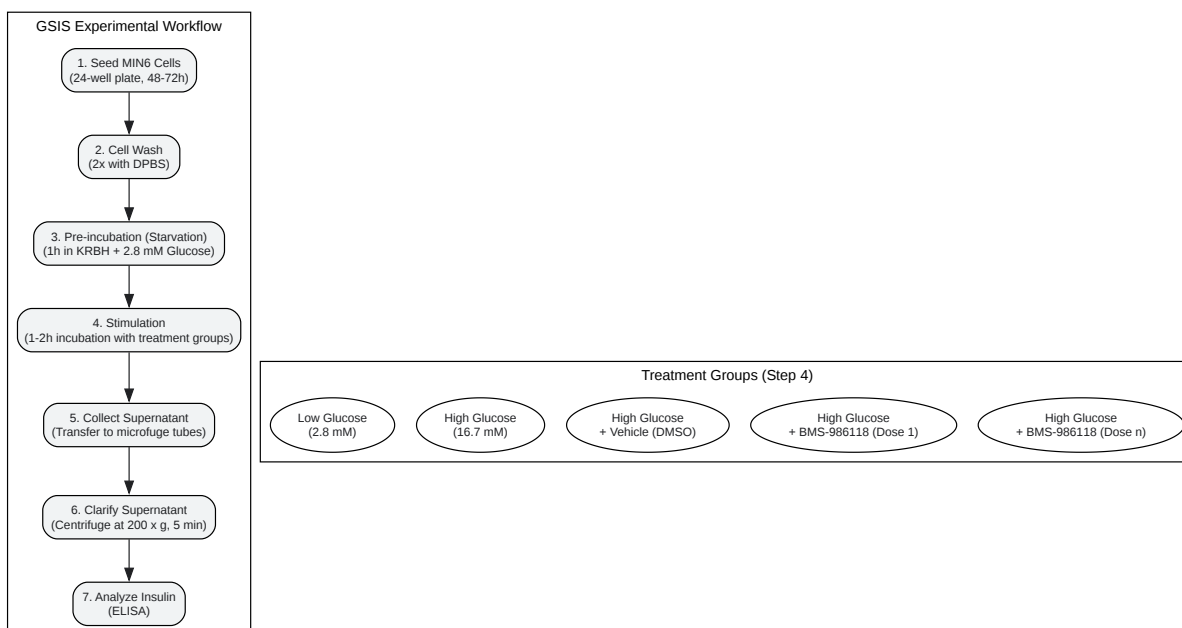 GSIS Experimental Workflow
1. Seed MIN6 Cells
(24-well plate, 48-72h)
2. Cell Wash
(2x with DPBS)
3. Pre-incubation (Starvation)
(1h in KRBH + 2.8 mM Glucose)
4. Stimulation
(1-2h incubation with treatment groups)
5. Collect Supernatant
(Transfer to microfuge tubes)
6. Clarify Supernatant
(Centrifuge at 200 x g, 5 min)
7. Analyze Insulin
(ELISA)
Treatment Groups (Step 4)
Low Glucose
(2.8 mM)
High Glucose
(16.7 mM)
High Glucose
+ Vehicle (DMSO)
High Glucose
+ BMS-986118 (Dose 1)
High Glucose
+ BMS-986118 (Dose n)